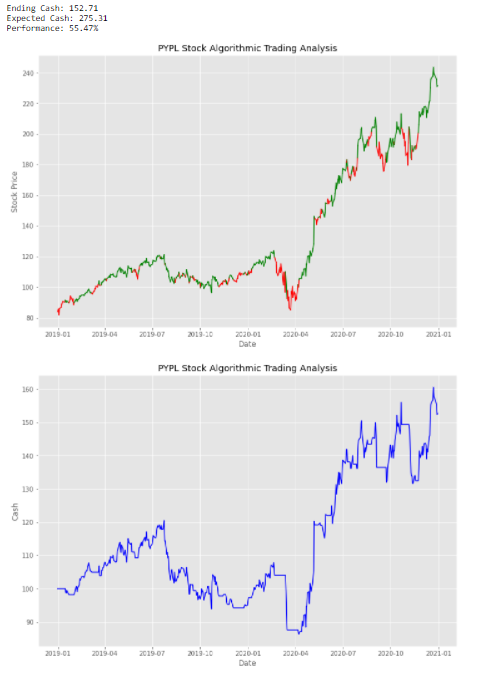 Ending Cash: 152.71
Expected Cash: 275.31
Performance: 55.47%
PYPL Stock Algorithmic Trading Analysis
240
220
200
180
160
140
120
100
80
Stock Price
2019-01 2019-04 2019-07 2019-10 2020-01 2020-04 2020-07 2020-10 2021-01
Date
PYPL Stock Algorithmic Trading Analysis
160
150
140
130
120
110
100
90
Cash
2019-01 2019-04 2019-07 2019-10 2020-01 2020-04 2020-07 2020-10 2021-01
Date